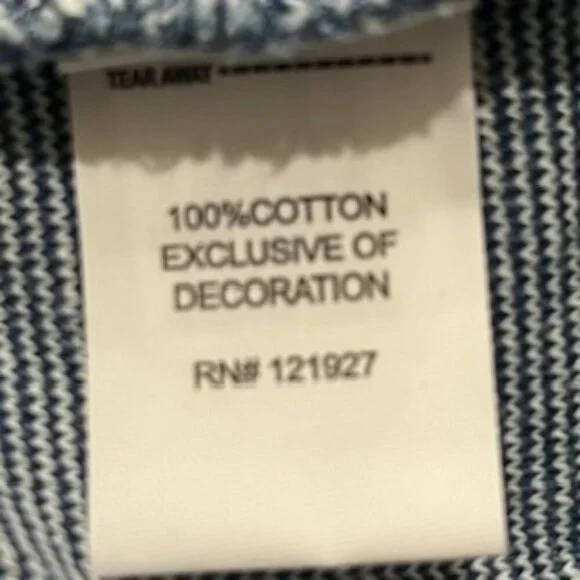 TEAR AWAY
100%COTTON
EXCLUSIVE OF
DECORATION
RN# 121927